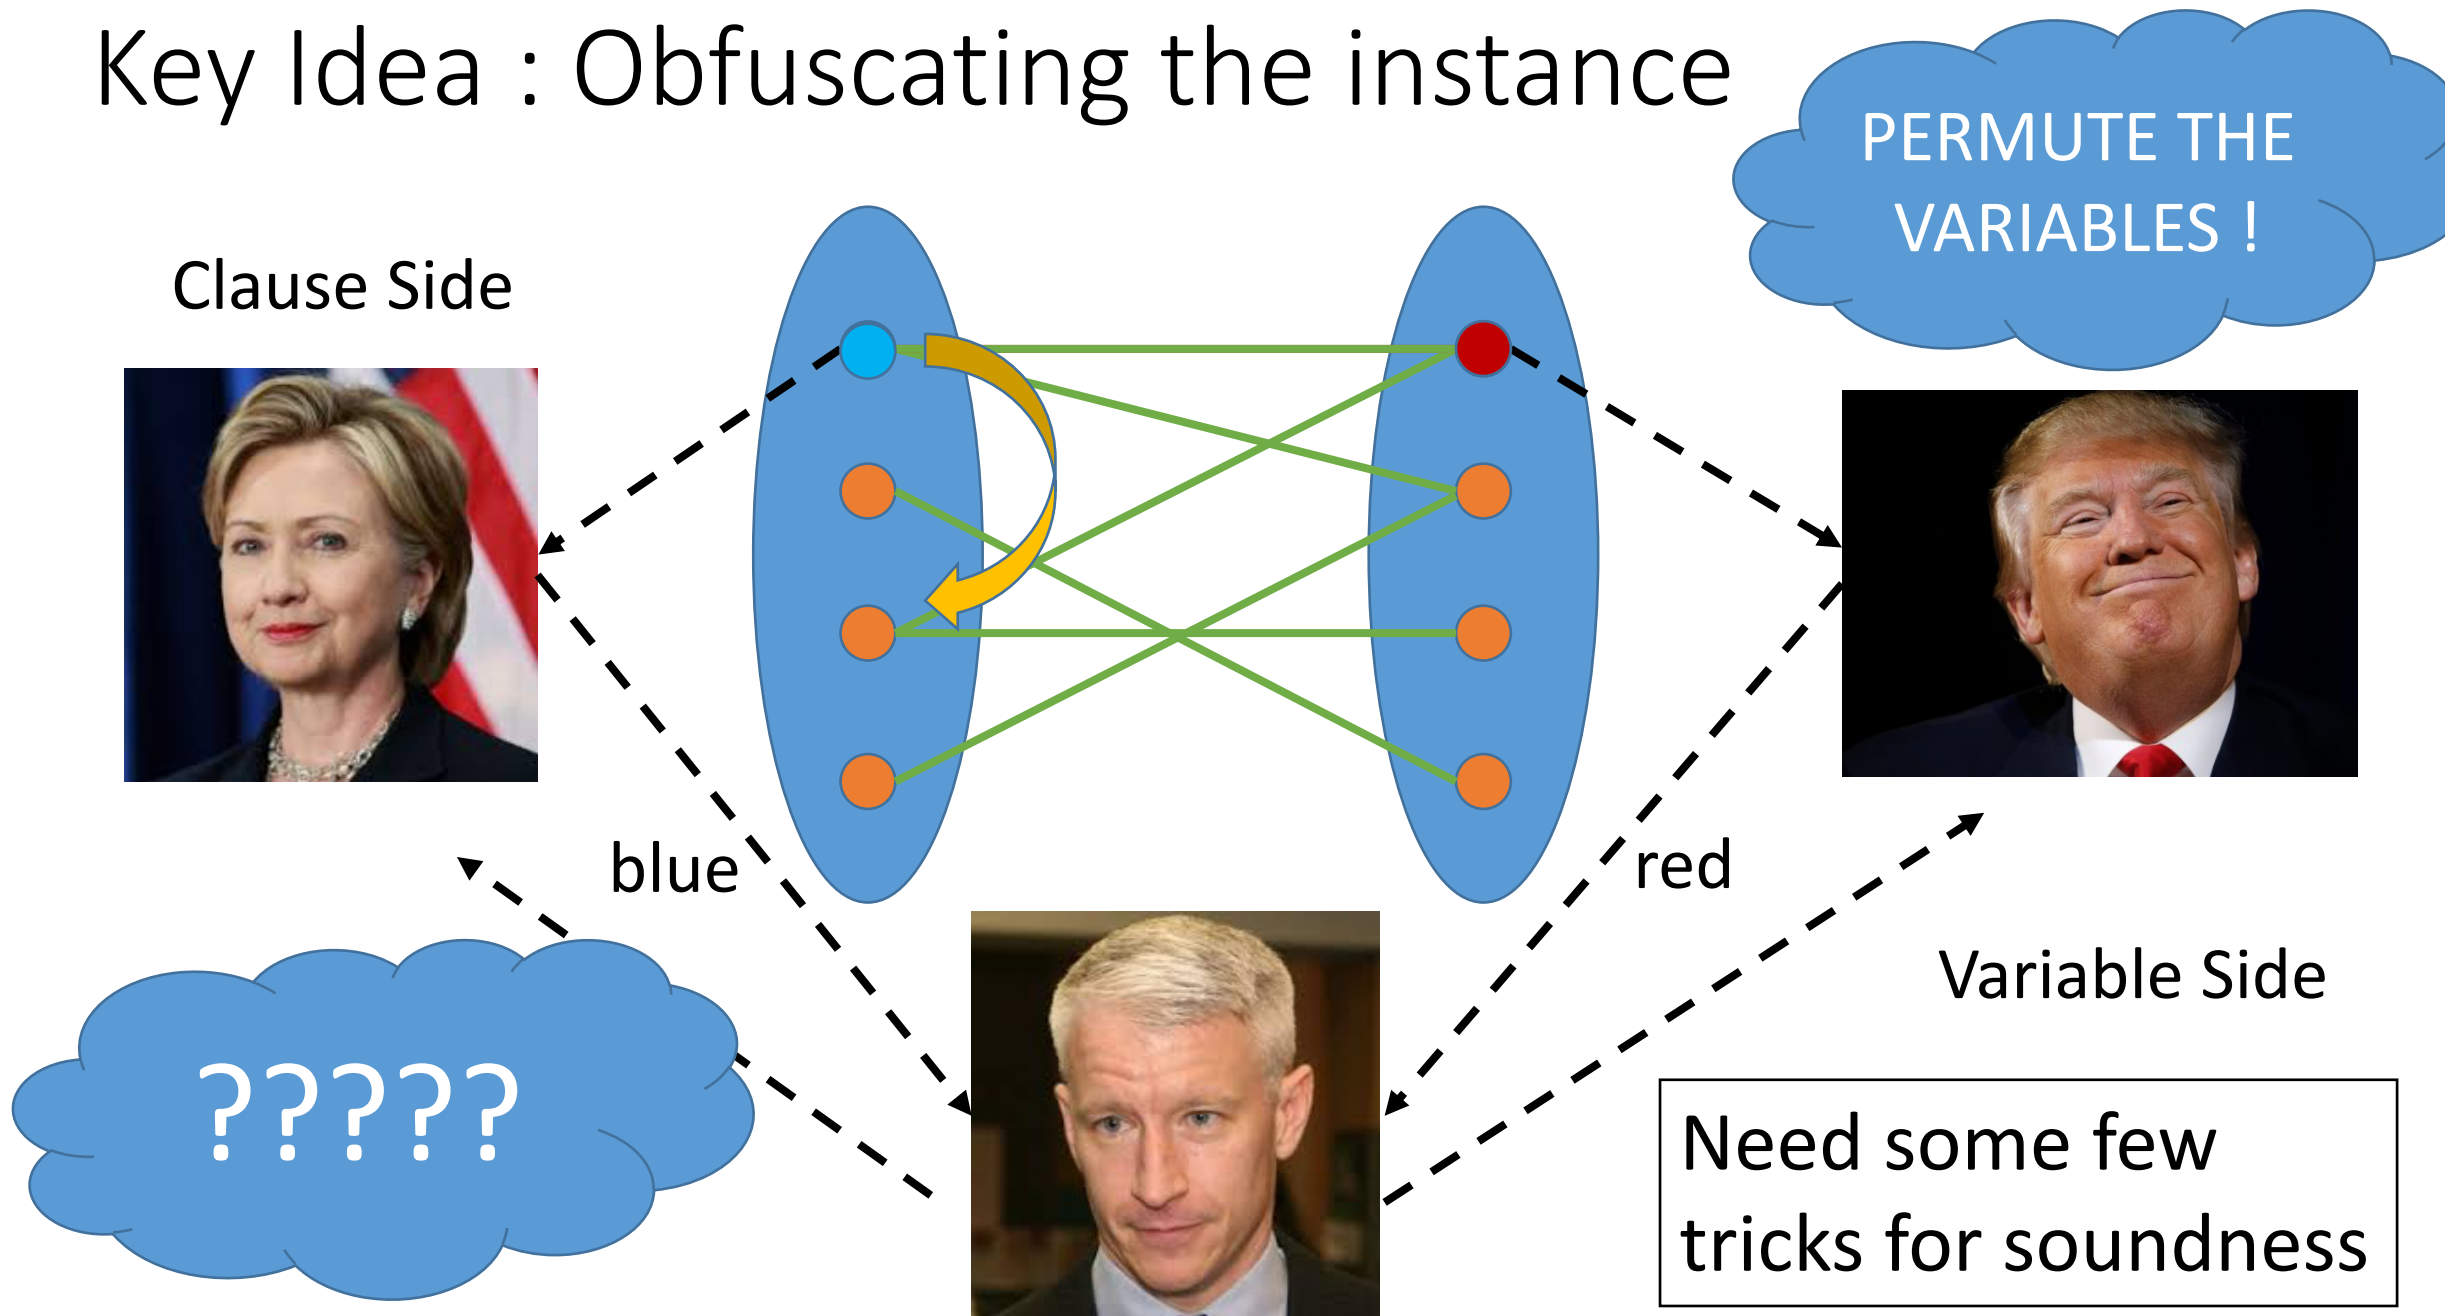 Key Idea : Obfuscating the instance
PERMUTE THE
VARIABLES !
Clause Side
blue
red
Variable Side
?????
Need some few
tricks for soundness